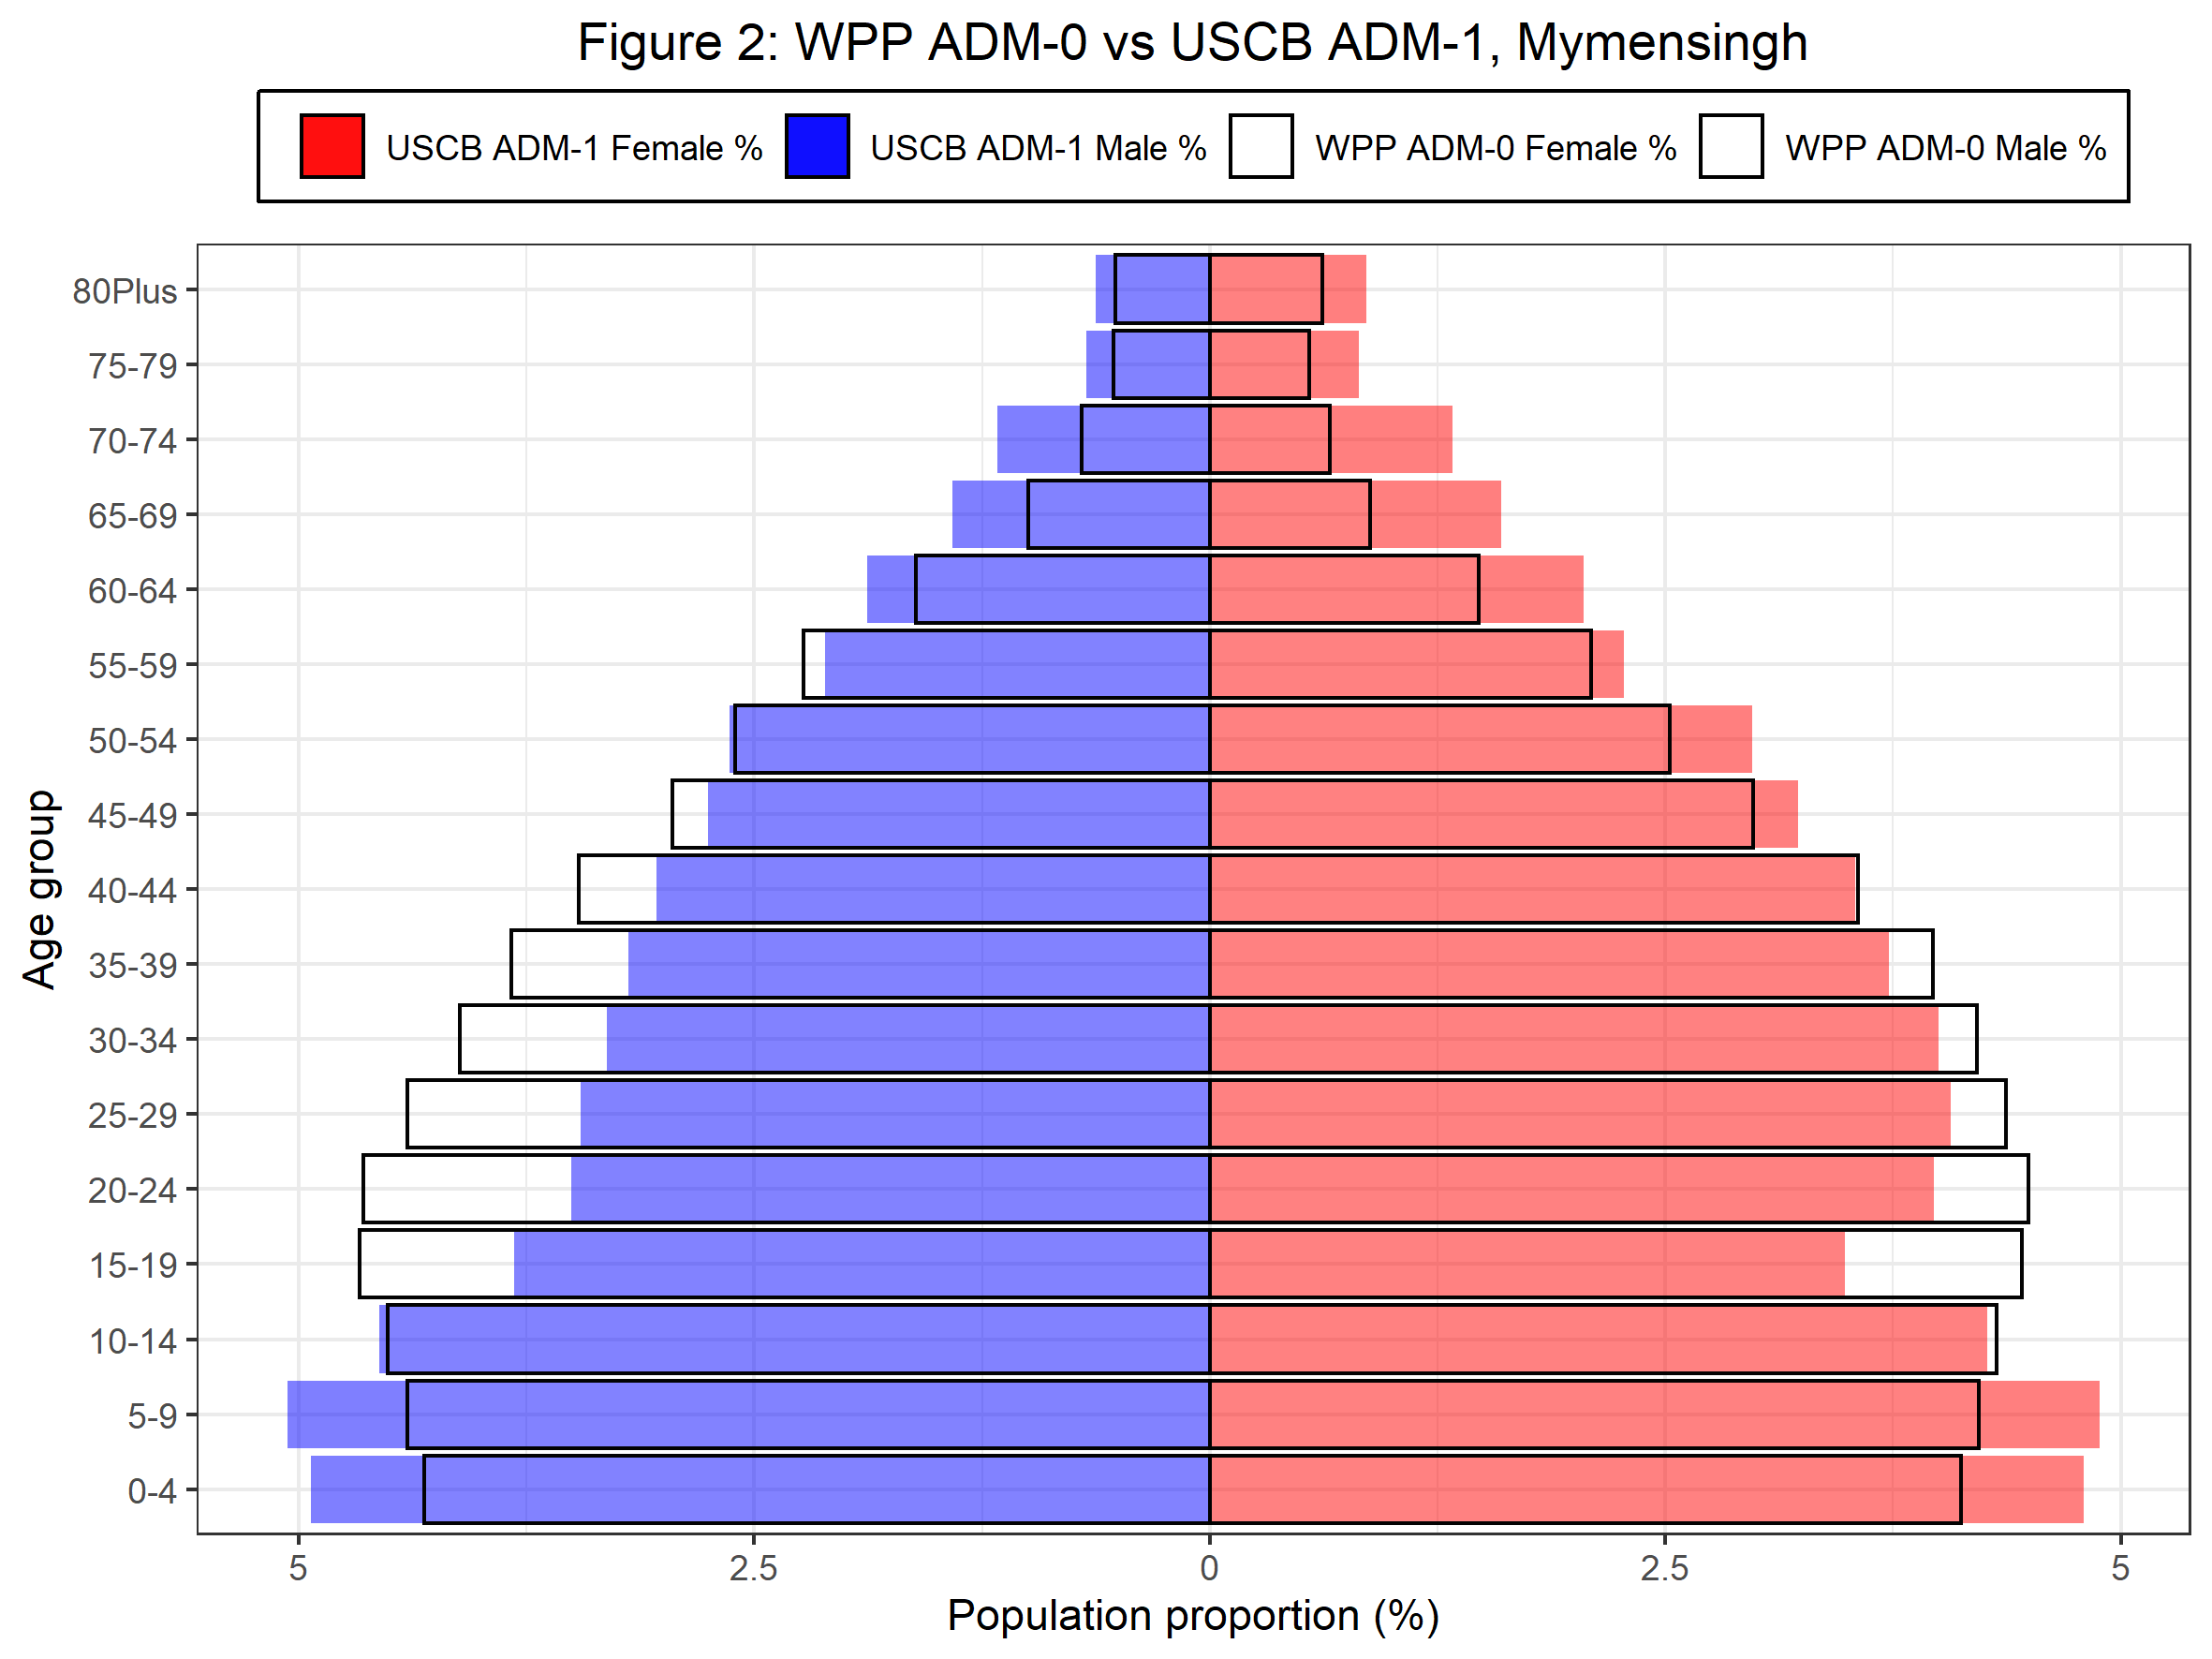 Figure 2: WPP ADM-0 vs USCB ADM-1, Mymensingh
USCB ADM-1 Female % USCB ADM-1 Male % WPP ADM-0 Female % WPP ADM-0 Male %
80Plus
75-79
70-74
65-69
60-64
55-59
50-54
45-49
40-44
35-39
30-34
25-29
20-24
15-19
10-14
5-9
0-4
Age group
5 2.5 0 2.5 5
Population proportion (%)